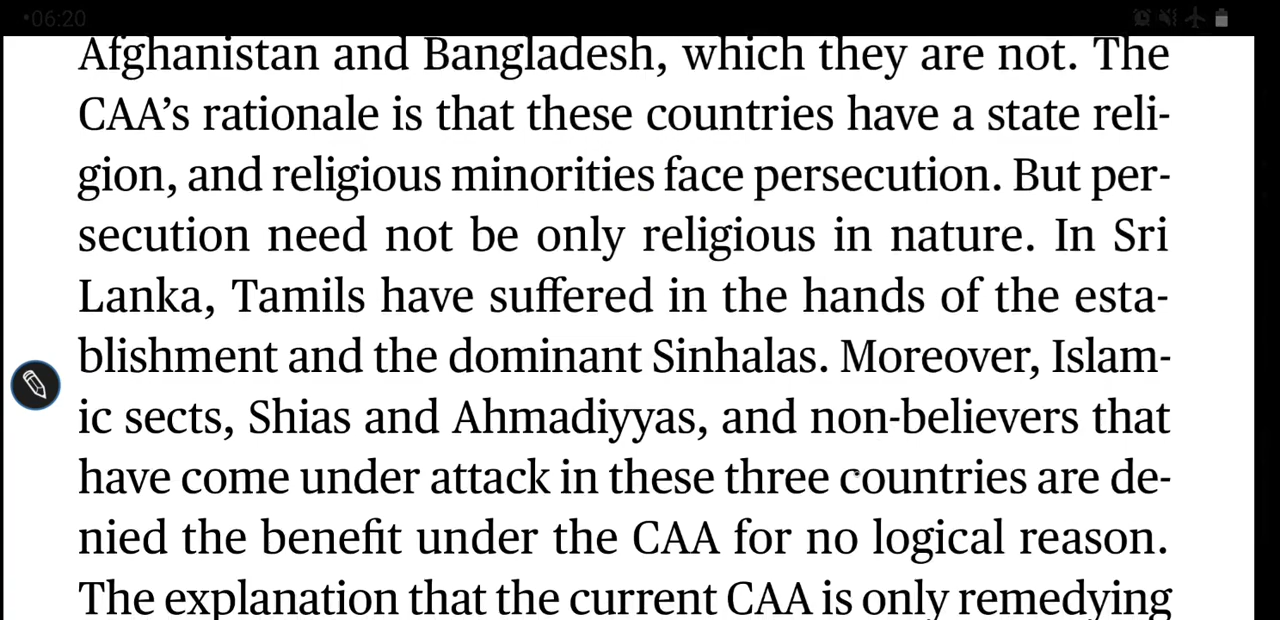 06:20
Afghanistan and Bangladesh, which they are not. The
CAA’s rationale is that these countries have a state reli-
gion, and religious minorities face persecution. But per-
secution need not be only religious in nature. In Sri
Lanka, Tamils have suffered in the hands of the esta-
blishment and the dominant Sinhalas. Moreover, Islam-
ic sects, Shias and Ahmadiyyas, and non-believers that
have come under attack in these three countries are de-
nied the benefit under the CAA for no logical reason.
The explanation that the current CAA is only remedying